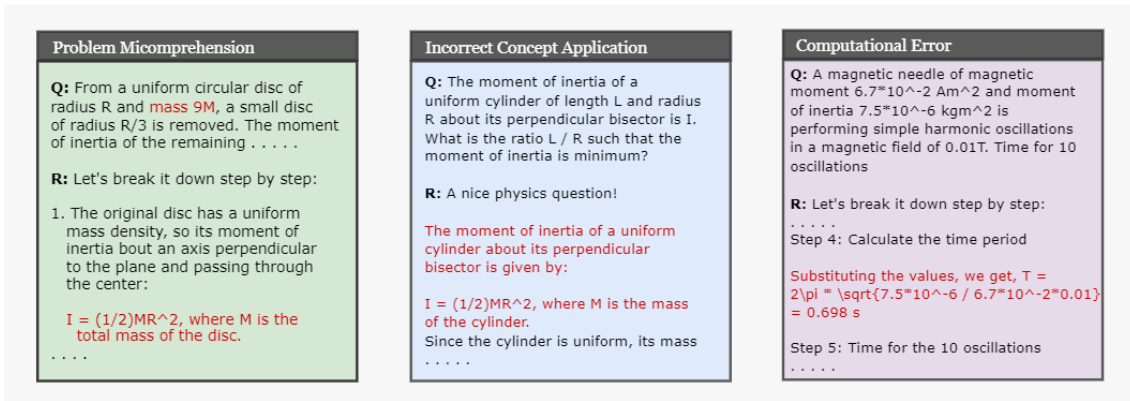 Problem Micomprehension
Q: From a uniform circular disc of
radius R and mass 9M, a small disc
of radius R/3 is removed. The moment
of inertia of the remaining . . . . .
R: Let's break it down step by step:
1. The original disc has a uniform
mass density, so its moment of
inertia bout an axis perpendicular
to the plane and passing through
the center:
I = (1/2)MR^2, where M is the
total mass of the disc.
. . . .
Incorrect Concept Application
Q: The moment of inertia of a
uniform cylinder of length L and radius
R about its perpendicular bisector is I.
What is the ratio L / R such that the
moment of inertia is minimum?
R: A nice physics question!
The moment of inertia of a uniform
cylinder about its perpendicular
bisector is given by:
I = (1/2)MR^2, where M is the mass
of the cylinder.
Since the cylinder is uniform, its mass
. . . . .
Computational Error
Q: A magnetic needle of magnetic
moment 6.7*10^-2 Am^2 and moment
of inertia 7.5*10^-6 kgm^2 is
performing simple harmonic oscillations
in a magnetic field of 0.01T. Time for 10
oscillations
R: Let's break it down step by step:
. . . . .
Step 4: Calculate the time period
Substituting the values, we get, T =
2\pi * \sqrt{7.5*10^-6 / 6.7*10^-2*0.01}
= 0.698 s
Step 5: Time for the 10 oscillations
. . . . .